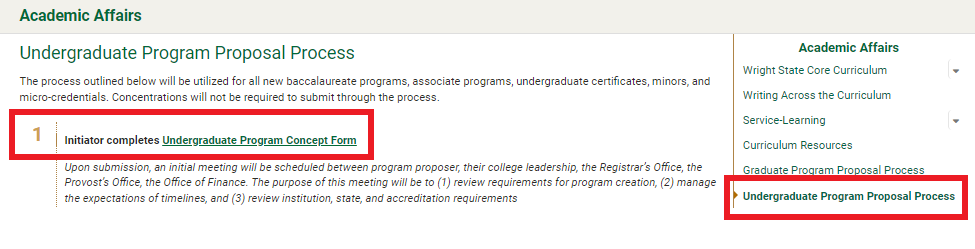 Academic Affairs
Undergraduate Program Proposal Process
The process outlined below will be utilized for all new baccalaureate programs, associate programs, undergraduate certificates, minors, and
micro-credentials. Concentrations will not be required to submit through the process.
1
Initiator completes Undergraduate Program Concept Form
Upon submission, an initial meeting will be scheduled between program proposer, their college leadership, the Registrar's Office, the
Provost's Office, the Office of Finance. The purpose of this meeting will be to (1) review requirements for program creation, (2) manage
the expectations of timelines, and (3) review institution, state, and accreditation requirements
Academic Affairs
Wright State Core Curriculum
Writing Across the Curriculum
Service-Learning
Curriculum Resources
Graduate Program Proposal Process
Undergraduate Program Proposal Process